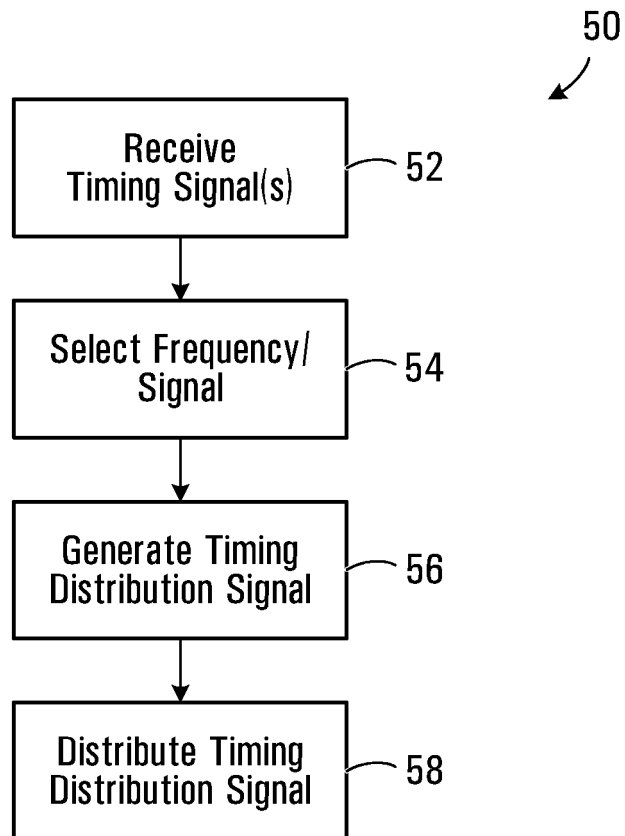 50
Receive
Timing Signal(s)
52
Select Frequency/
Signal
54
Generate Timing
Distribution Signal
56
Distribute Timing
Distribution Signal
58